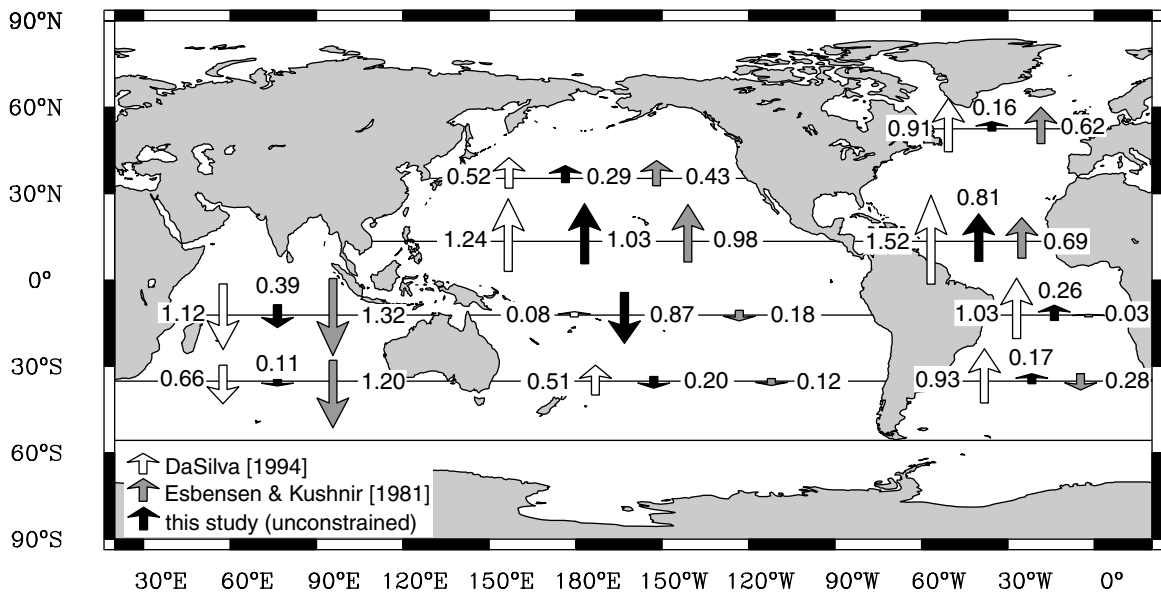 90°N
60°N
30°N
0°
30°S
60°S
90°S
0.16
0.91 0.62
0.52 0.29 0.43
0.81
1.24 1.03 0.98 1.52 0.69
0.39 0.26
1.12 1.32 0.08 0.87 0.18 1.03 0.03
0.11 0.17
0.66 1.20 0.51 0.20 0.12 0.93 0.28
DaSilva [1994]
Esbensen & Kushnir [1981]
this study (unconstrained)
30°E 60°E 90°E 120°E 150°E 180°E 150°W 120°W 90°W 60°W 30°W 0°